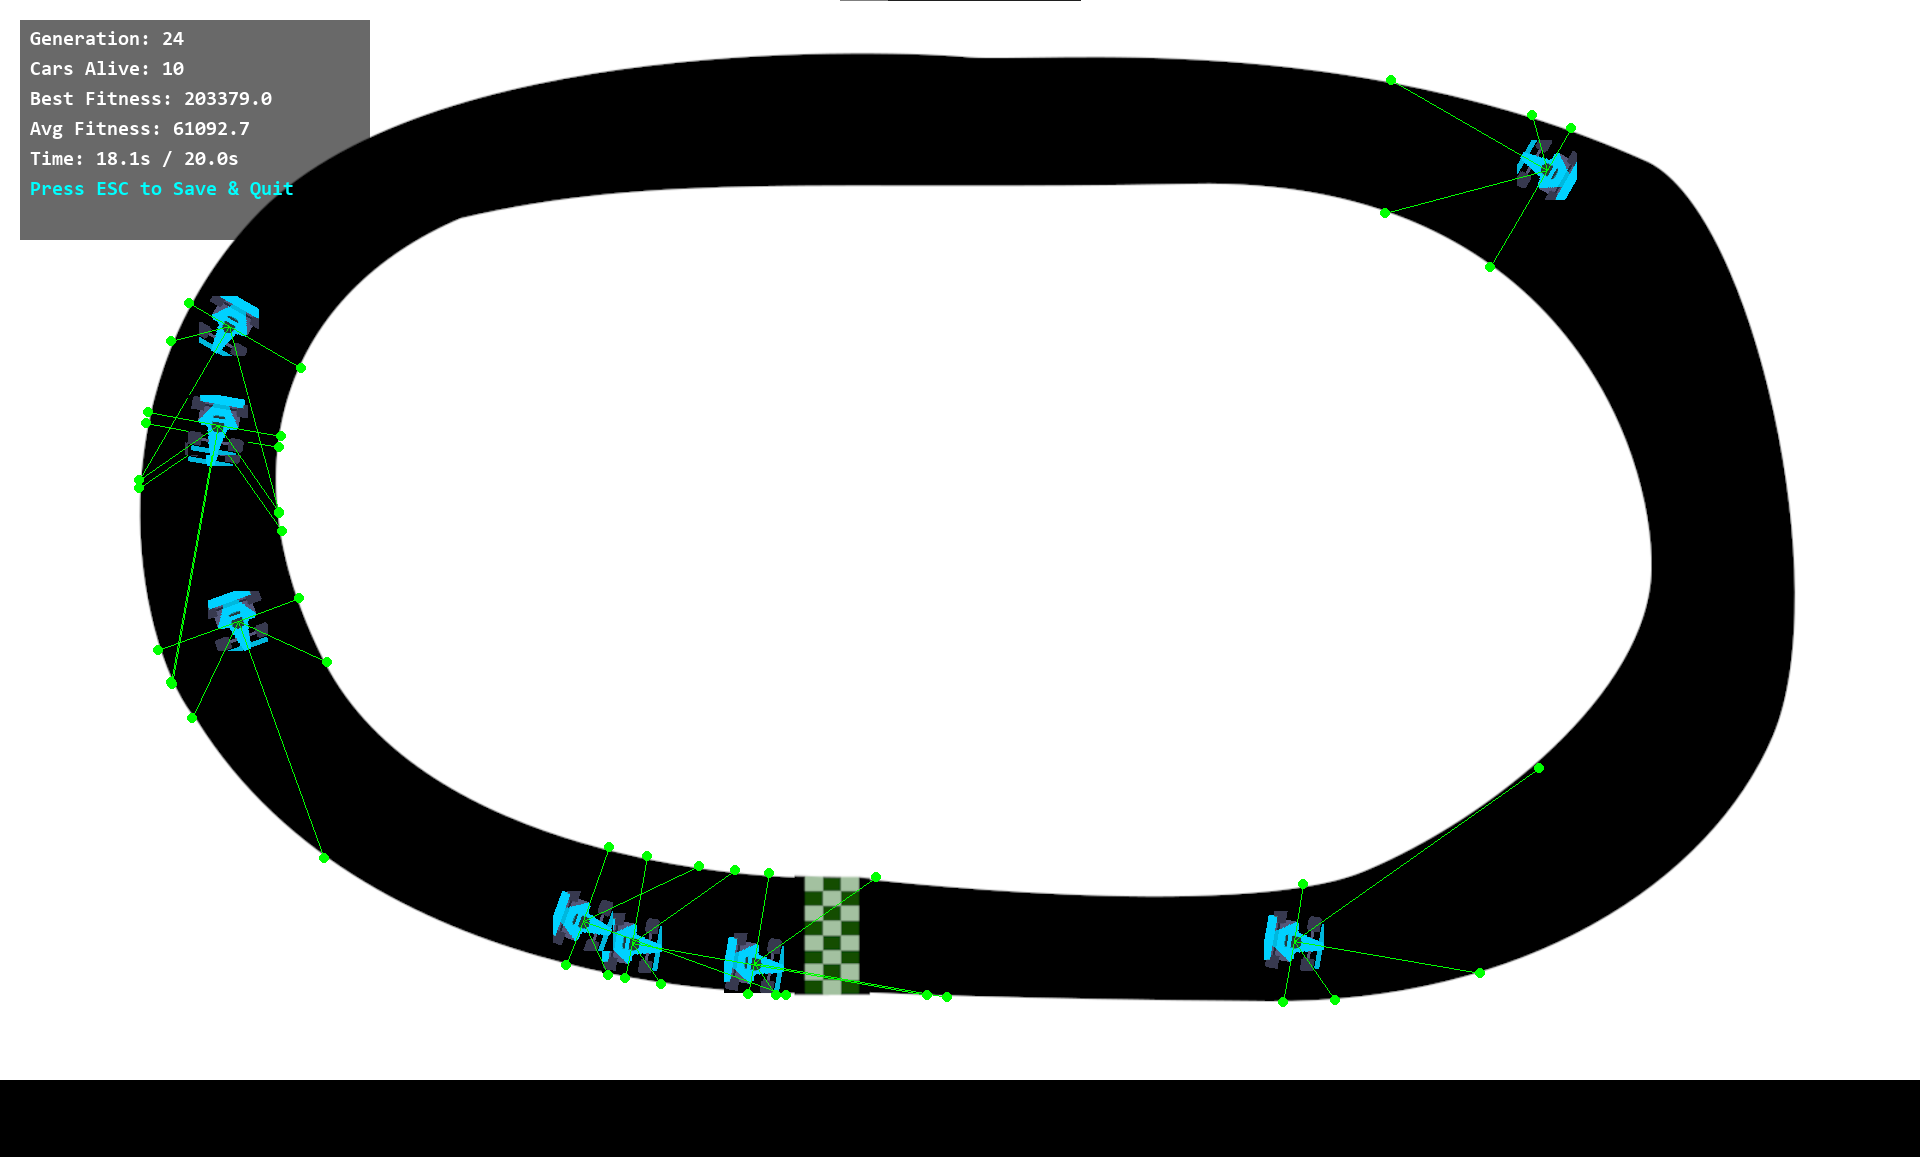 Generation: 24
Cars Alive: 10
Best Fitness: 203379.0
Avg Fitness: 61092.7
Time: 18.1s / 20.0s
Press ESC to Save & Quit